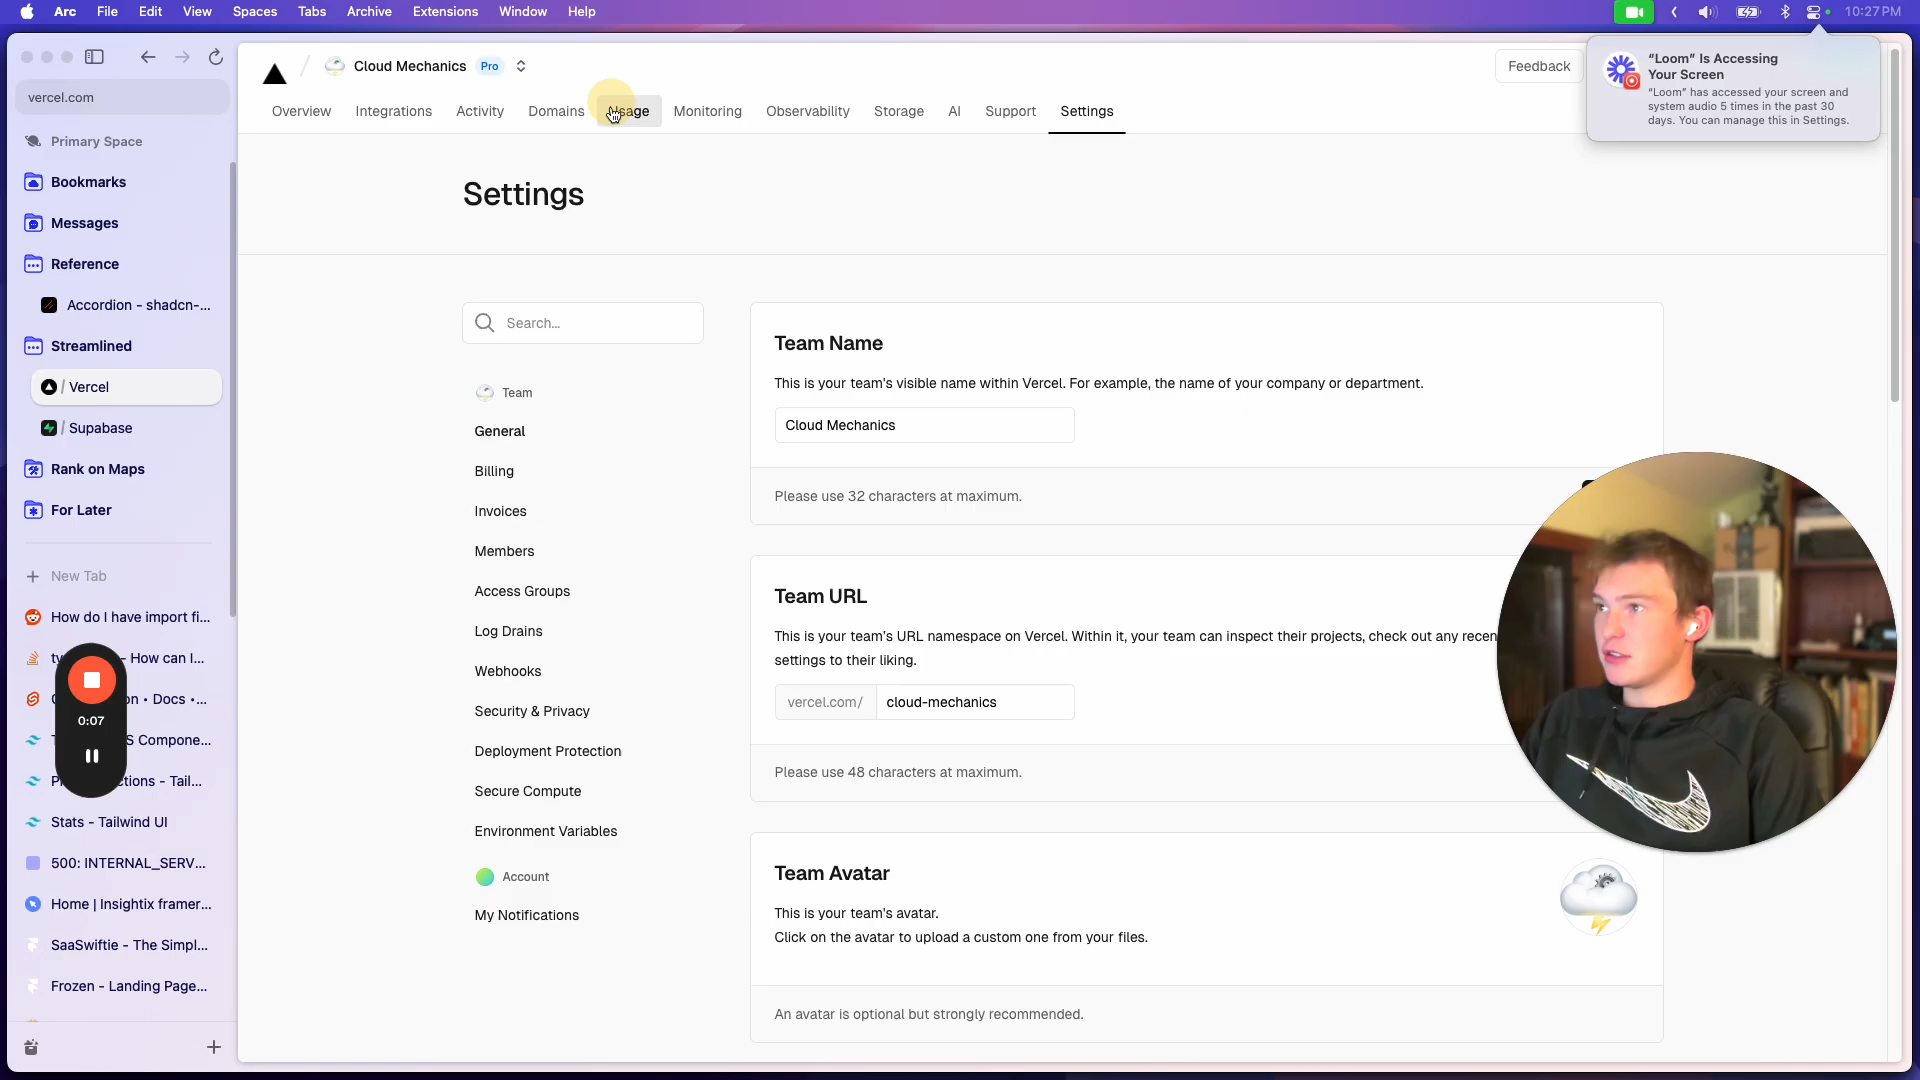 Arc File Edit View Spaces Tabs Archive Extensions Window Help
10:27 PM
"Loom" Is Accessing
Your Screen
"Loom" has accessed your screen and
system audio 5 times in the past 30
days. You can manage this in Settings.
vercel.com
Primary Space
Bookmarks
Messages
Reference
Accordion - shadcn-...
Streamlined
/ Vercel
/ Supabase
Rank on Maps
For Later
New Tab
How do I have import fi...
- How can I...
on • Docs •...
S Compone...
ctions - Tail...
Stats - Tailwind UI
500: INTERNAL_SERV...
Home | Insightix framer...
SaaSwiftie - The Simpl...
Frozen - Landing Page...
0:07
Cloud Mechanics Pro
Feedback
Overview Integrations Activity Domains Usage Monitoring Observability Storage AI Support Settings
Settings
Search...
Team
General
Billing
Invoices
Members
Access Groups
Log Drains
Webhooks
Security & Privacy
Deployment Protection
Secure Compute
Environment Variables
Account
My Notifications
Team Name
This is your team's visible name within Vercel. For example, the name of your company or department.
Cloud Mechanics
Please use 32 characters at maximum.
Team URL
This is your team's URL namespace on Vercel. Within it, your team can inspect their projects, check out any recen
settings to their liking.
vercel.com/ cloud-mechanics
Please use 48 characters at maximum.
Team Avatar
This is your team's avatar.
Click on the avatar to upload a custom one from your files.
An avatar is optional but strongly recommended.